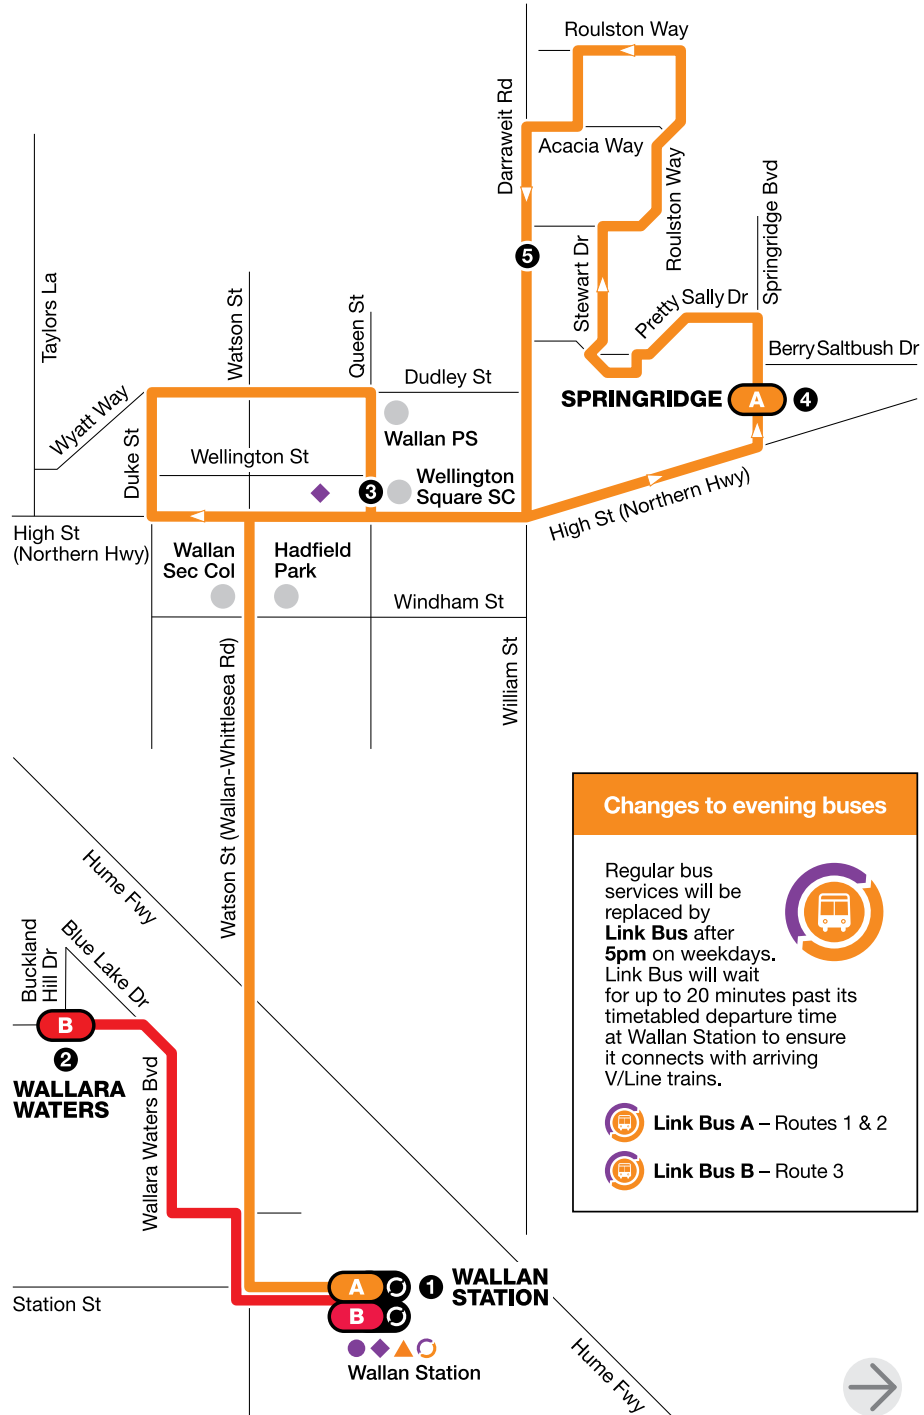 Roulston Way
Darraweit Rd
Acacia Way
Roulston Way
Springridge Bvd
Taylors La
Watson St
Queen St
5
Stewart Dr
Pretty Sally Dr
Berry Saltbush Dr
Dudley St
SPRINGRIDGE
A
4
Wyatt Way
Duke St
Wallan PS
Wellington St
3
Wellington
Square SC
High St (Northern Hwy)
High St
(Northern Hwy)
Wallan
Sec Col
Hadfield
Park
Windham St
William St
Watson St (Wallan-Whittlesea Rd)
Hume Fwy
Changes to evening buses
Regular bus
services will be
replaced by
Link Bus after
5pm on weekdays.
Link Bus will wait
for up to 20 minutes past its
timetabled departure time
at Wallan Station to ensure
it connects with arriving
V/Line trains.
Link Bus A – Routes 1 & 2
Link Bus B – Route 3
Buckland
Hill Dr
Blue Lake Dr
B
2
WALLARA
WATERS
Wallara Waters Bvd
Station St
A
B
1
WALLAN
STATION
Wallan Station
Hume Fwy